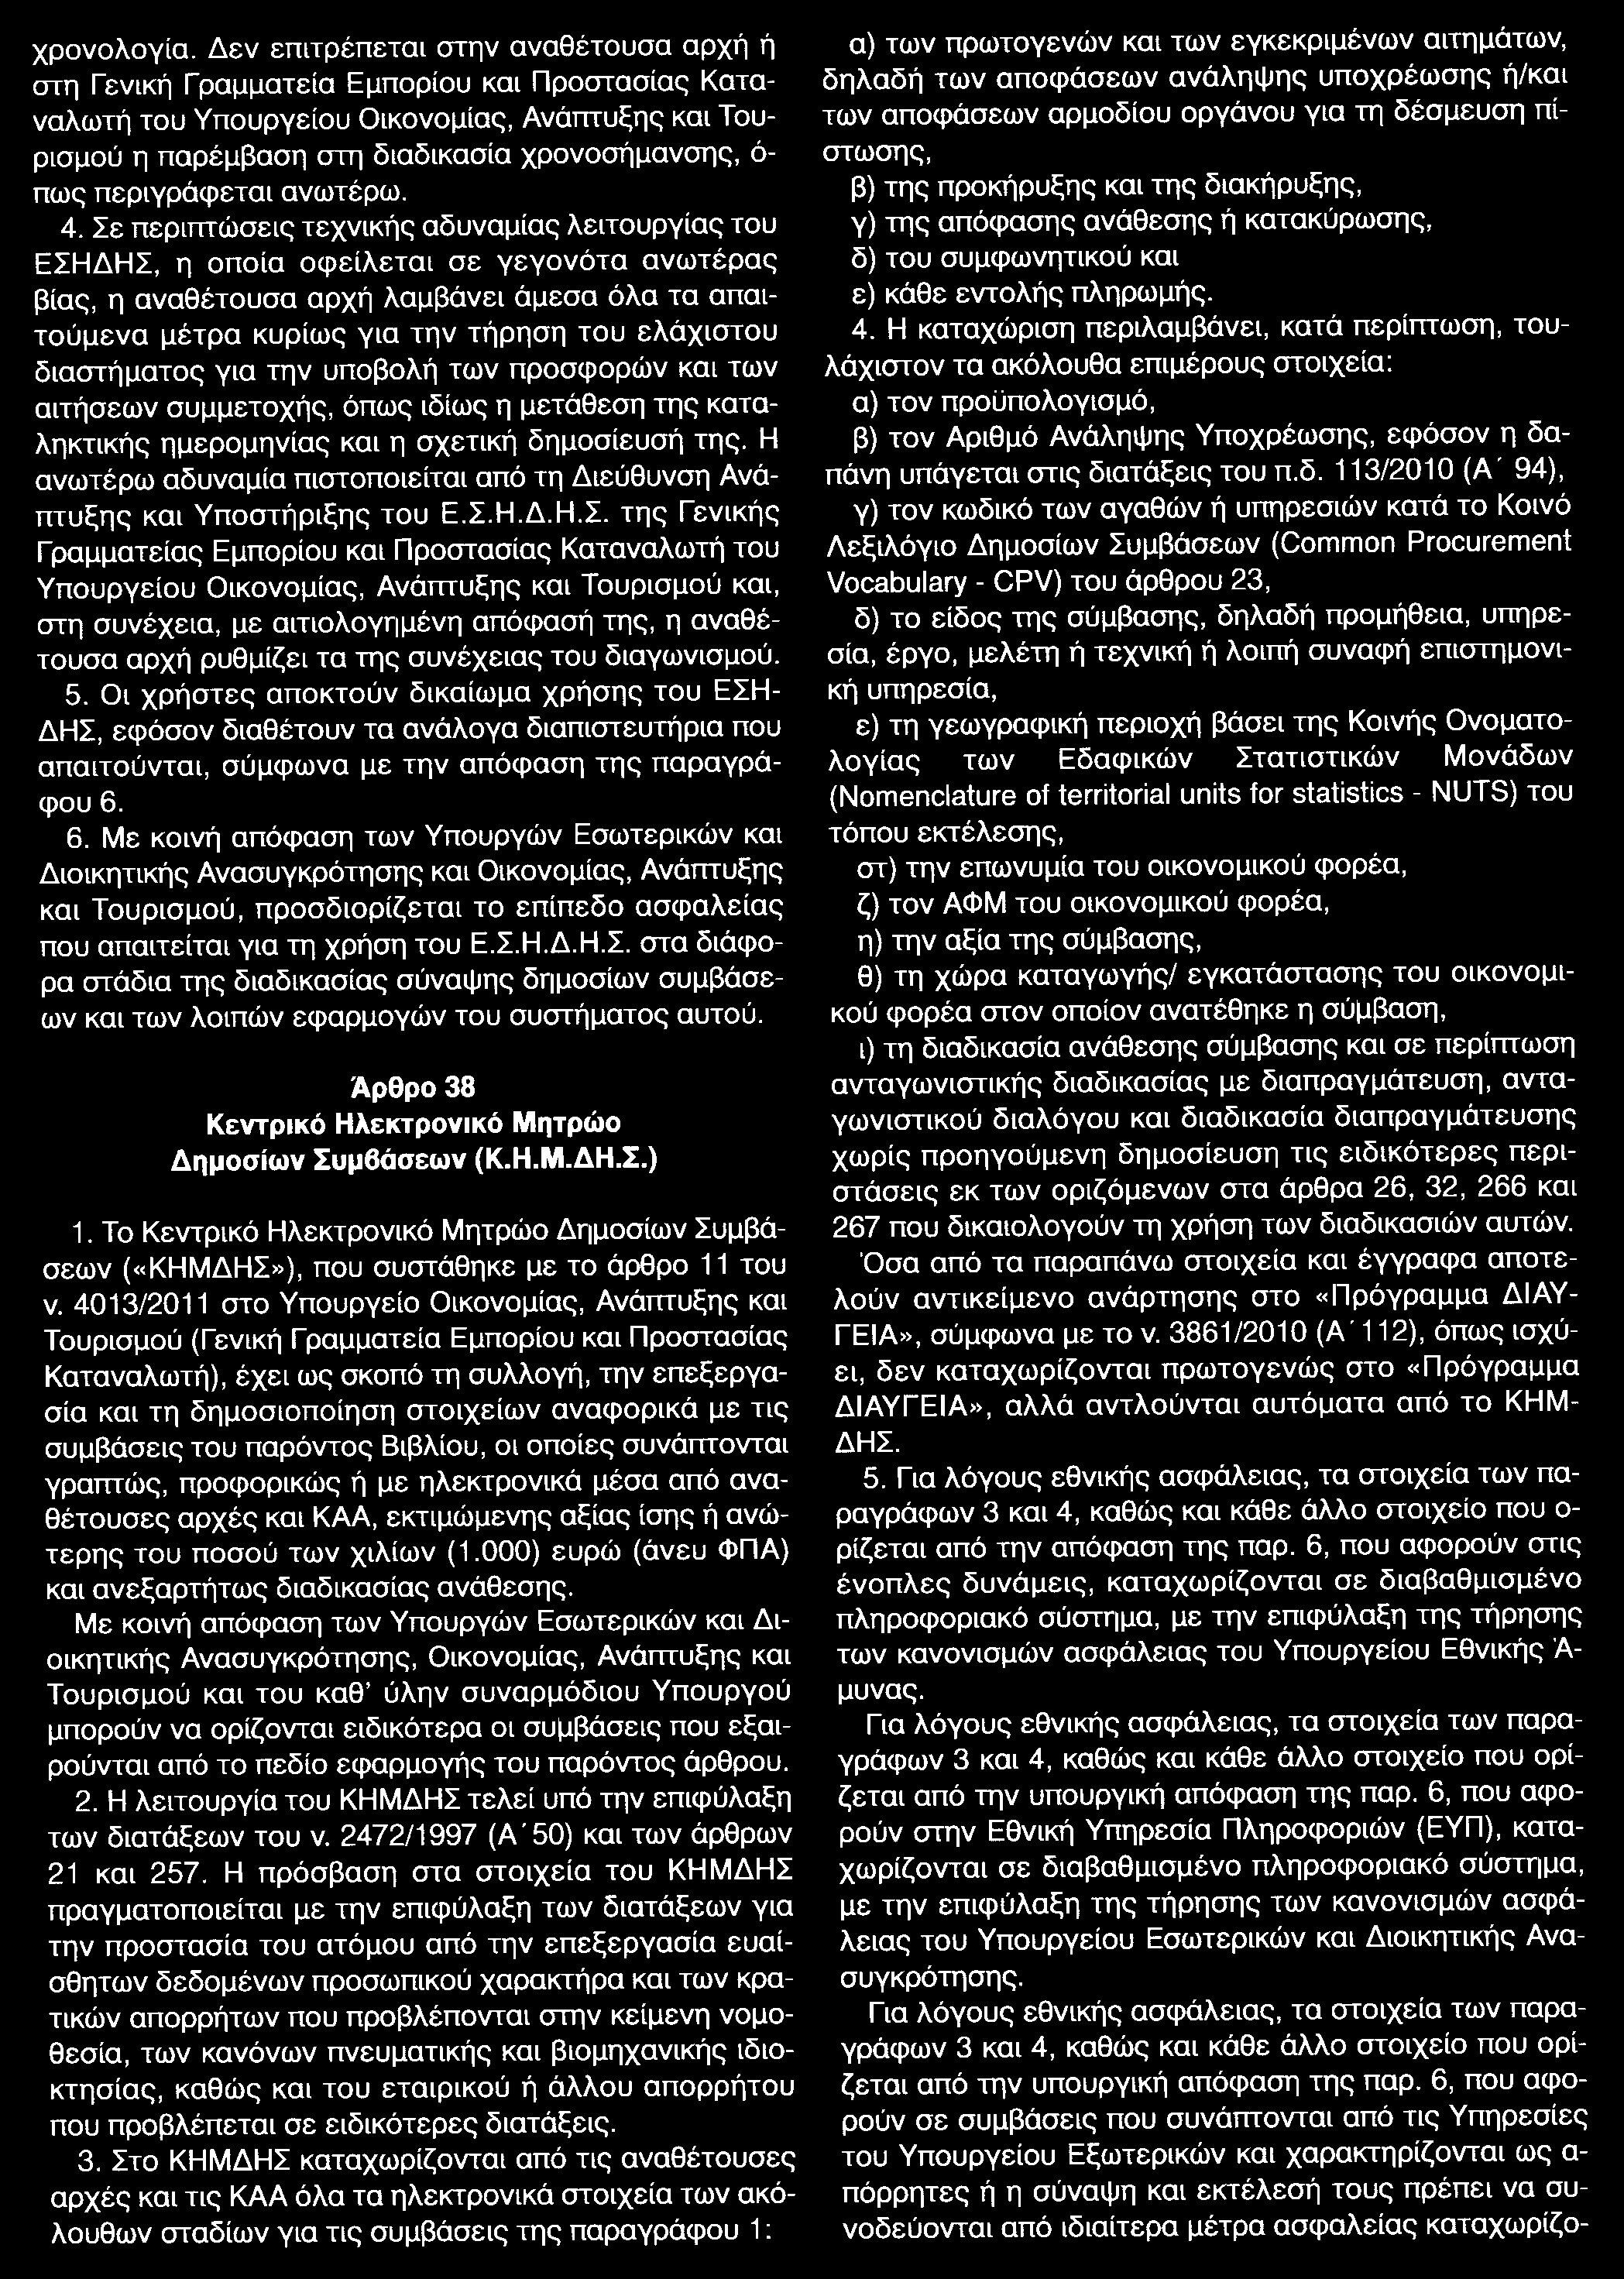 χρονολογία. Δεν επιτρέπεται στην αναθέτουσα αρχή ή
στη Γενική Γραμματεία Εμπορίου και Προστασίας Κατα-
ναλωτή του Υπουργείου Οικονομίας, Ανάπτυξης και Του-
ρισμού η παρέμβαση στη διαδικασία χρονοσήμανσης, ό-
πως περιγράφεται ανωτέρω.
4. Σε περιπτώσεις τεχνικής αδυναμίας λειτουργίας του
ΕΣΗΔΗΣ, η οποία οφείλεται σε γεγονότα ανωτέρας
βίας, η αναθέτουσα αρχή λαμβάνει άμεσα όλα τα απαι-
τούμενα μέτρα κυρίως για την τήρηση του ελάχιστου
διαστήματος για την υποβολή των προσφορών και των
αιτήσεων συμμετοχής, όπως ιδίως η μετάθεση της κατα-
ληκτικής ημερομηνίας και η σχετική δημοσίευσή της. Η
ανωτέρω αδυναμία πιστοποιείται από τη Διεύθυνση Ανά-
πτυξης και Υποστήριξης του Ε.Σ.Η.Δ.Η.Σ. της Γενικής
Γραμματείας Εμπορίου και Προστασίας Καταναλωτή του
Υπουργείου Οικονομίας, Ανάπτυξης και Τουρισμού και,
στη συνέχεια, με αιτιολογημένη απόφασή της, η αναθέ-
τουσα αρχή ρυθμίζει τα της συνέχειας του διαγωνισμού.
5. Οι χρήστες αποκτούν δικαίωμα χρήσης του ΕΣΗ-
ΔΗΣ, εφόσον διαθέτουν τα ανάλογα διαπιστευτήρια που
απαιτούνται, σύμφωνα με την απόφαση της παραγρά-
φου 6.
6. Με κοινή απόφαση των Υπουργών Εσωτερικών και
Διοικητικής Ανασυγκρότησης και Οικονομίας, Ανάπτυξης
και Τουρισμού, προσδιορίζεται το επίπεδο ασφαλείας
που απαιτείται για τη χρήση του Ε.Σ.Η.Δ.Η.Σ. στα διάφο-
ρα στάδια της διαδικασίας σύναψης δημοσίων συμβάσε-
ων και των λοιπών εφαρμογών του συστήματος αυτού.
Άρθρο 38
Κεντρικό Ηλεκτρονικό Μητρώο
Δημοσίων Συμβάσεων (Κ.Η.Μ.ΔΗ.Σ.)
1. Το Κεντρικό Ηλεκτρονικό Μητρώο Δημοσίων Συμβά-
σεων («ΚΗΜΔΗΣ»), που συστάθηκε με το άρθρο 11 του
ν. 4013/2011 στο Υπουργείο Οικονομίας, Ανάπτυξης και
Τουρισμού (Γενική Γραμματεία Εμπορίου και Προστασίας
Καταναλωτή), έχει ως σκοπό τη συλλογή, την επεξεργα-
σία και τη δημοσιοποίηση στοιχείων αναφορικά με τις
συμβάσεις του παρόντος Βιβλίου, οι οποίες συνάπτονται
γραπτώς, προφορικώς ή με ηλεκτρονικά μέσα από ανα-
θέτουσες αρχές και ΚΑΑ, εκτιμώμενης αξίας ίσης ή ανώ-
τερης του ποσού των χιλίων (1.000) ευρώ (άνευ ΦΠΑ)
και ανεξαρτήτως διαδικασίας ανάθεσης.
Με κοινή απόφαση των Υπουργών Εσωτερικών και Δι-
οικητικής Ανασυγκρότησης, Οικονομίας, Ανάπτυξης και
Τουρισμού και του καθ’ ύλην συναρμόδιου Υπουργού
μπορούν να ορίζονται ειδικότερα οι συμβάσεις που εξαι-
ρούνται από το πεδίο εφαρμογής του παρόντος άρθρου.
2. Η λειτουργία του ΚΗΜΔΗΣ τελεί υπό την επιφύλαξη
των διατάξεων του ν. 2472/1997 (Α΄50) και των άρθρων
21 και 257. Η πρόσβαση στα στοιχεία του ΚΗΜΔΗΣ
πραγματοποιείται με την επιφύλαξη των διατάξεων για
την προστασία του ατόμου από την επεξεργασία ευαί-
σθητων δεδομένων προσωπικού χαρακτήρα και των κρα-
τικών απορρήτων που προβλέπονται στην κείμενη νομο-
θεσία, των κανόνων πνευματικής και βιομηχανικής ιδιο-
κτησίας, καθώς και του εταιρικού ή άλλου απορρήτου
που προβλέπεται σε ειδικότερες διατάξεις.
3. Στο ΚΗΜΔΗΣ καταχωρίζονται από τις αναθέτουσες
αρχές και τις ΚΑΑ όλα τα ηλεκτρονικά στοιχεία των ακό-
λουθων σταδίων για τις συμβάσεις της παραγράφου 1:
α) των πρωτογενών και των εγκεκριμένων αιτημάτων,
δηλαδή των αποφάσεων ανάληψης υποχρέωσης ή/και
των αποφάσεων αρμοδίου οργάνου για τη δέσμευση πί-
στωσης,
β) της προκήρυξης και της διακήρυξης,
γ) της απόφασης ανάθεσης ή κατακύρωσης,
δ) του συμφωνητικού και
ε) κάθε εντολής πληρωμής.
4. Η καταχώριση περιλαμβάνει, κατά περίπτωση, του-
λάχιστον τα ακόλουθα επιμέρους στοιχεία:
α) τον προϋπολογισμό,
β) τον Αριθμό Ανάληψης Υποχρέωσης, εφόσον η δα-
πάνη υπάγεται στις διατάξεις του π.δ. 113/2010 (Α΄ 94),
γ) τον κωδικό των αγαθών ή υπηρεσιών κατά το Κοινό
Λεξιλόγιο Δημοσίων Συμβάσεων (Common Procurement
Vocabulary - CPV) του άρθρου 23,
δ) το είδος της σύμβασης, δηλαδή προμήθεια, υπηρε-
σία, έργο, μελέτη ή τεχνική ή λοιπή συναφή επιστημονι-
κή υπηρεσία,
ε) τη γεωγραφική περιοχή βάσει της Κοινής Ονοματο-
λογίας των Εδαφικών Στατιστικών Μονάδων
(Nomenclature of territorial units for statistics - NUTS) του
τόπου εκτέλεσης,
στ) την επωνυμία του οικονομικού φορέα,
ζ) τον ΑΦΜ του οικονομικού φορέα,
η) την αξία της σύμβασης,
θ) τη χώρα καταγωγής/ εγκατάστασης του οικονομι-
κού φορέα στον οποίον ανατέθηκε η σύμβαση,
ι) τη διαδικασία ανάθεσης σύμβασης και σε περίπτωση
ανταγωνιστικής διαδικασίας με διαπραγμάτευση, αντα-
γωνιστικού διαλόγου και διαδικασία διαπραγμάτευσης
χωρίς προηγούμενη δημοσίευση τις ειδικότερες περι-
στάσεις εκ των οριζόμενων στα άρθρα 26, 32, 266 και
267 που δικαιολογούν τη χρήση των διαδικασιών αυτών.
Όσα από τα παραπάνω στοιχεία και έγγραφα αποτε-
λούν αντικείμενο ανάρτησης στο «Πρόγραμμα ΔΙΑΥ-
ΓΕΙΑ», σύμφωνα με το ν. 3861/2010 (Α΄112), όπως ισχύ-
ει, δεν καταχωρίζονται πρωτογενώς στο «Πρόγραμμα
ΔΙΑΥΓΕΙΑ», αλλά αντλούνται αυτόματα από το ΚΗΜ-
ΔΗΣ.
5. Για λόγους εθνικής ασφάλειας, τα στοιχεία των πα-
ραγράφων 3 και 4, καθώς και κάθε άλλο στοιχείο που ο-
ρίζεται από την απόφαση της παρ. 6, που αφορούν στις
ένοπλες δυνάμεις, καταχωρίζονται σε διαβαθμισμένο
πληροφοριακό σύστημα, με την επιφύλαξη της τήρησης
των κανονισμών ασφάλειας του Υπουργείου Εθνικής Ά-
μυνας.
Για λόγους εθνικής ασφάλειας, τα στοιχεία των παρα-
γράφων 3 και 4, καθώς και κάθε άλλο στοιχείο που ορί-
ζεται από την υπουργική απόφαση της παρ. 6, που αφο-
ρούν στην Εθνική Υπηρεσία Πληροφοριών (ΕΥΠ), κατα-
χωρίζονται σε διαβαθμισμένο πληροφοριακό σύστημα,
με την επιφύλαξη της τήρησης των κανονισμών ασφά-
λειας του Υπουργείου Εσωτερικών και Διοικητικής Ανα-
συγκρότησης.
Για λόγους εθνικής ασφάλειας, τα στοιχεία των παρα-
γράφων 3 και 4, καθώς και κάθε άλλο στοιχείο που ορί-
ζεται από την υπουργική απόφαση της παρ. 6, που αφο-
ρούν σε συμβάσεις που συνάπτονται από τις Υπηρεσίες
του Υπουργείου Εξωτερικών και χαρακτηρίζονται ως α-
πόρρητες ή η σύναψη και εκτέλεσή τους πρέπει να συ-
νοδεύονται από ιδιαίτερα μέτρα ασφαλείας καταχωρίζο-